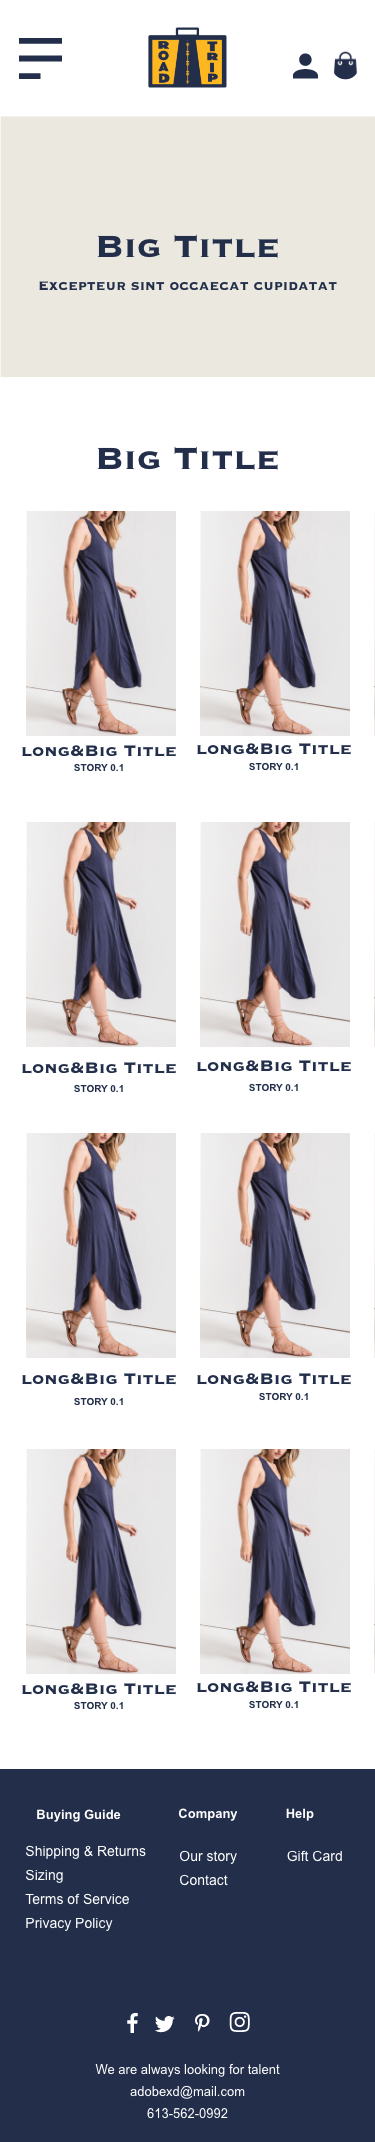 ROAD TRIP
Big Title
Excepteur sint occaecat cupidatat
Big Title
long&Big Title
STORY 0.1
long&Big Title
STORY 0.1
long&Big Title
STORY 0.1
long&Big Title
STORY 0.1
long&Big Title
STORY 0.1
long&Big Title
STORY 0.1
long&Big Title
STORY 0.1
long&Big Title
STORY 0.1
Buying Guide
Shipping & Returns
Sizing
Terms of Service
Privacy Policy
Company
Our story
Contact
Help
Gift Card
We are always looking for talent
adobexd@mail.com
613-562-0992